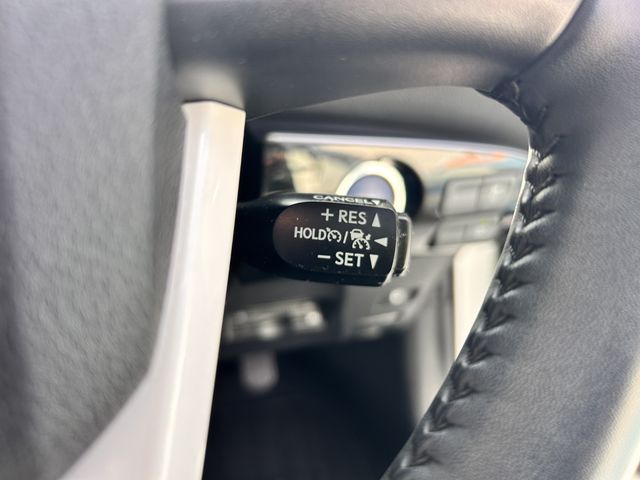 CANCEL▼
+ RES ▲
HOLD / ◀
− SET ▼